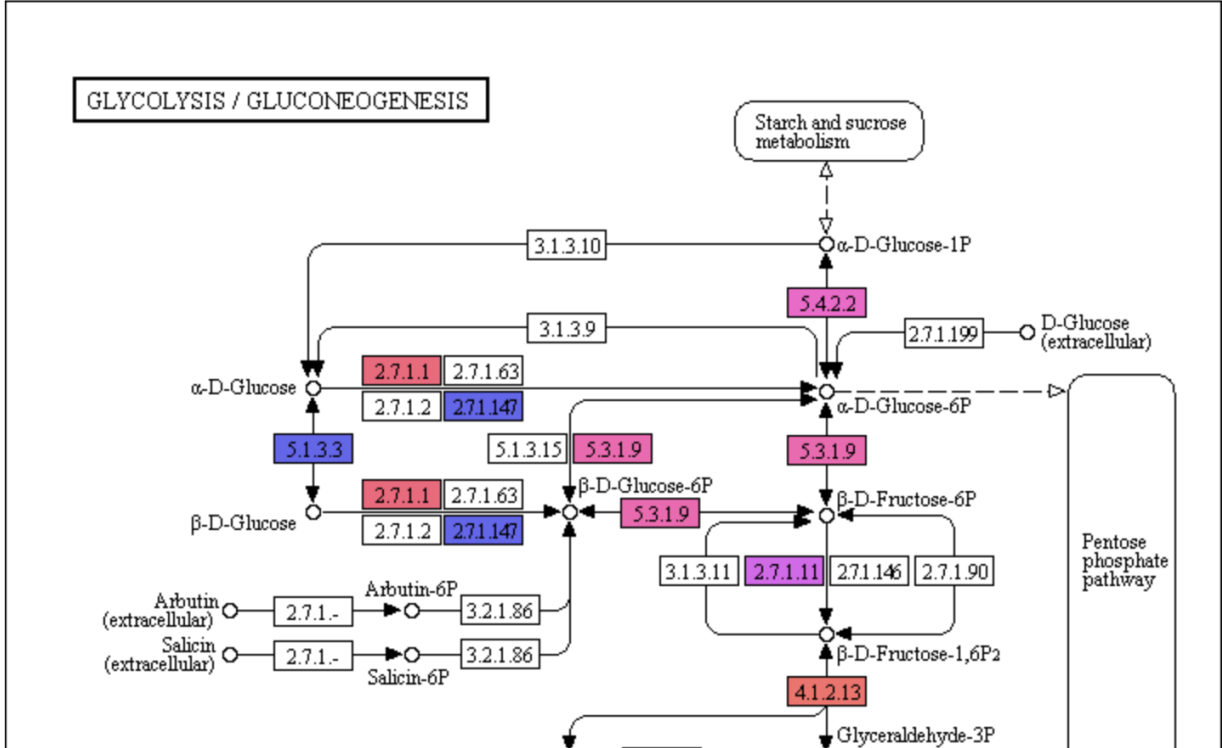 GLYCOLYSIS / GLUCONEOGENESIS
Starch and sucrose
metabolism
3.1.3.10
α-D-Glucose-1P
5.4.2.2
3.1.3.9
2.7.1.199
D-Glucose
(extracellular)
2.7.1.1
2.7.1.63
α-D-Glucose
2.7.1.2
2.7.1.147
α-D-Glucose-6P
5.1.3.3
5.1.3.15
5.3.1.9
5.3.1.9
2.7.1.1
2.7.1.63
β-D-Glucose-6P
β-D-Fructose-6P
β-D-Glucose
2.7.1.2
2.7.1.147
5.3.1.9
3.1.3.11
2.7.1.11
2.7.1.146
2.7.1.90
Pentose
phosphate
pathway
Arbutin
(extracellular)
2.7.1.-
Arbutin-6P
3.2.1.86
Salicin
(extracellular)
2.7.1.-
Salicin-6P
3.2.1.86
β-D-Fructose-1,6P2
4.1.2.13
Glyceraldehyde-3P